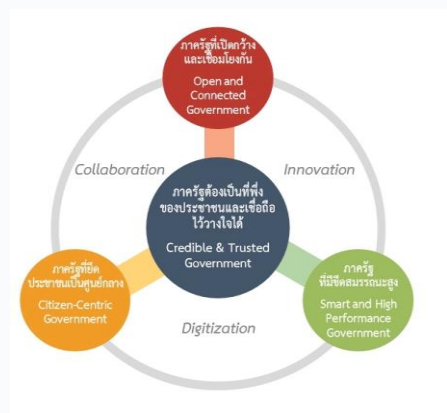 ภาครัฐที่เปิดกว้าง
และเชื่อมโยงกัน
Open and
Connected
Government
Collaboration
Innovation
ภาครัฐต้องเป็นที่พึ่ง
ของประชาชนและเชื่อถือ
ไว้วางใจได้
Credible & Trusted
Government
ภาครัฐที่ยึด
ประชาชนเป็นศูนย์กลาง
Citizen-Centric
Government
ภาครัฐ
ที่มีขีดสมรรถนะสูง
Smart and High
Performance
Government
Digitization